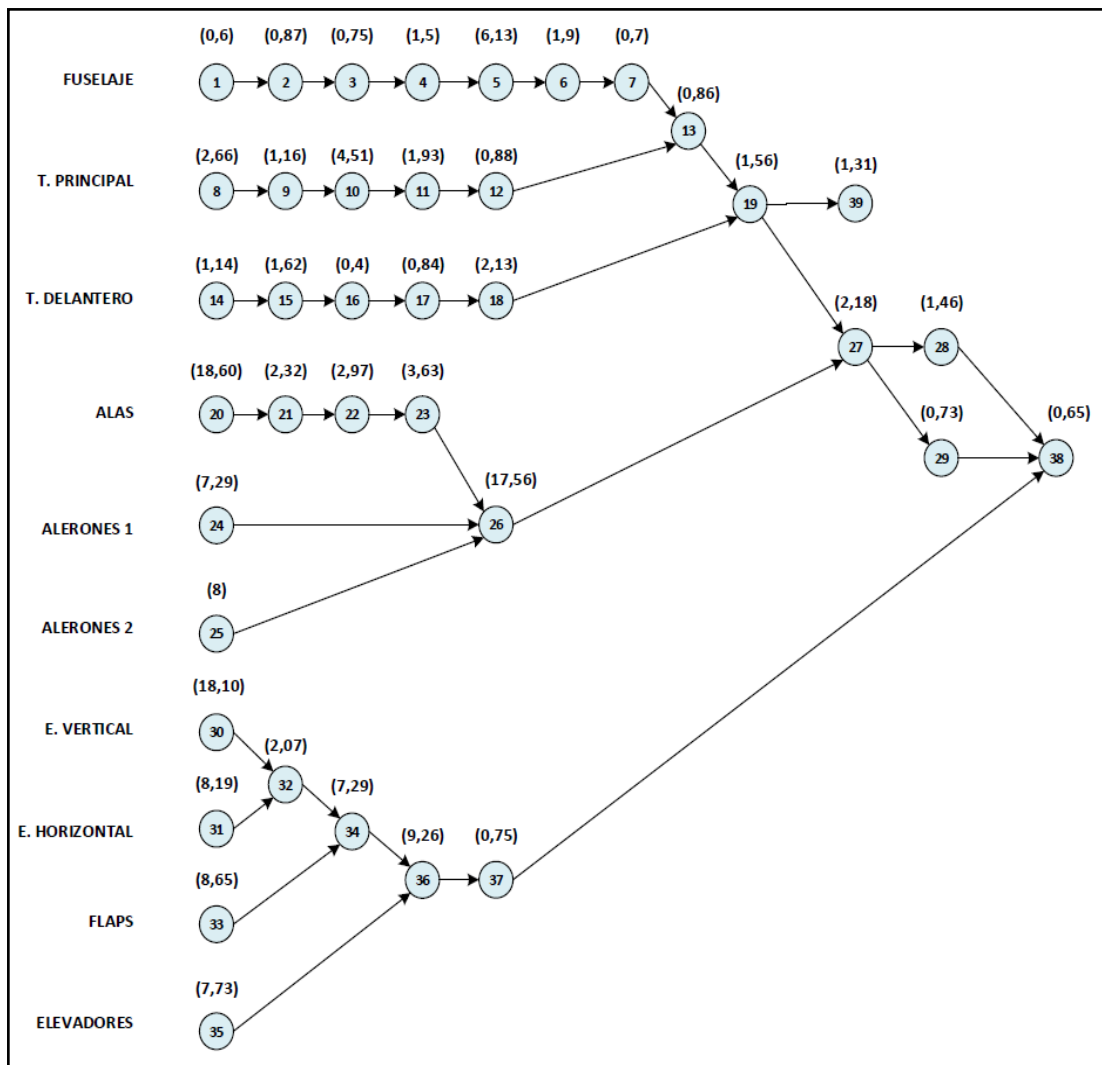 (0,6) (0,87) (0,75) (1,5) (6,13) (1,9) (0,7)
FUSELAJE 1 2 3 4 5 6 7
(0,86)
13
(2,66) (1,16) (4,51) (1,93) (0,88) (1,56) (1,31)
T. PRINCIPAL 8 9 10 11 12
19 39
(1,14) (1,62) (0,4) (0,84) (2,13)
T. DELANTERO 14 15 16 17 18
(2,18) (1,46)
27 28
(18,60) (2,32) (2,97) (3,63)
ALAS 20 21 22 23
(0,73) (0,65)
29 38
(7,29) (17,56)
ALERONES 1 24 26
(8)
ALERONES 2 25
(18,10)
E. VERTICAL 30
(2,07)
32
(8,19) (7,29)
E. HORIZONTAL 31 34
(9,26) (0,75)
36 37
(8,65)
FLAPS 33
(7,73)
ELEVADORES 35